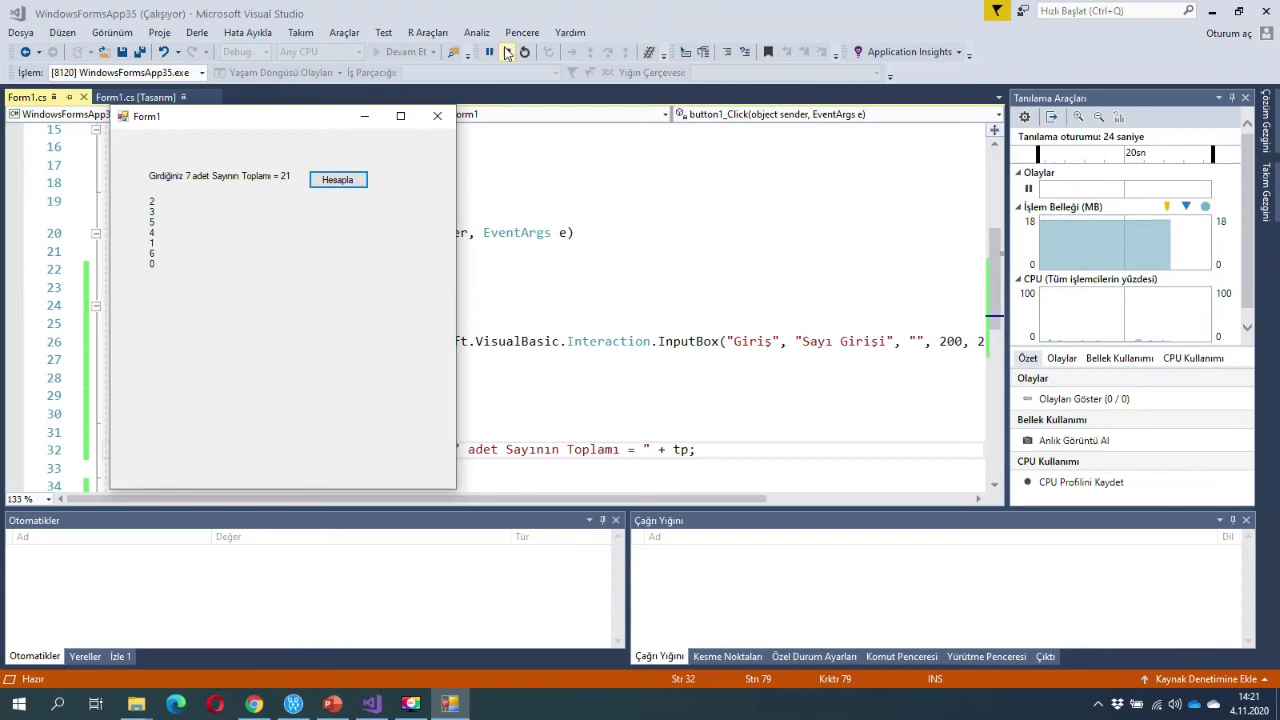 WindowsFormsApp35 (Çalışıyor) - Microsoft Visual Studio
Hızlı Başlat (Ctrl+Q)
Dosya Düzen Görünüm Proje Derle Hata Ayıkla Takım Araçlar Test R Araçları Analiz Pencere Yardım
Oturum aç
Debug Any CPU Devam Et Application Insights
İşlem: [8120] WindowsFormsApp35.exe Yaşam Döngüsü Olayları İş Parçacığı Yığın Çerçevesi:
Form1.cs Form1.cs [Tasarım]
button1_Click(object sender, EventArgs e)
Form1
Girdiğiniz 7 adet Sayının Toplamı = 21 Hesapla
2
3
5
4
1
6
0
15
16
17
18
19
20 EventArgs e)
21
22
23
24
25
26 ft.VisualBasic.Interaction.InputBox("Giriş", "Sayı Girişi", "", 200, 2
27
28
29
30
31
32 " adet Sayının Toplamı = " + tp;
33
34
133 %
Tanılama Araçları
Tanılama oturumu: 24 saniye
20sn
Olaylar
İşlem Belleği (MB)
18 18
0 0
CPU (Tüm işlemcilerin yüzdesi)
100 100
0 0
Özet Olaylar Bellek Kullanımı CPU Kullanımı
Olaylar
Olayları Göster (0 / 0)
Bellek Kullanımı
Anlık Görüntü Al
CPU Kullanımı
CPU Profilini Kaydet
Çözüm Gezgini
Takım Gezgini
Otomatikler
Ad Değer Tür
Otomatikler Yereller İzle 1
Çağrı Yığını
Ad Dil
Çağrı Yığını Kesme Noktaları Özel Durum Ayarları Komut Penceresi Yürütme Penceresi Çıktı
Hazır Str 32 Stn 79 Krktr 79 INS Kaynak Denetimine Ekle
14:21
4.11.2020